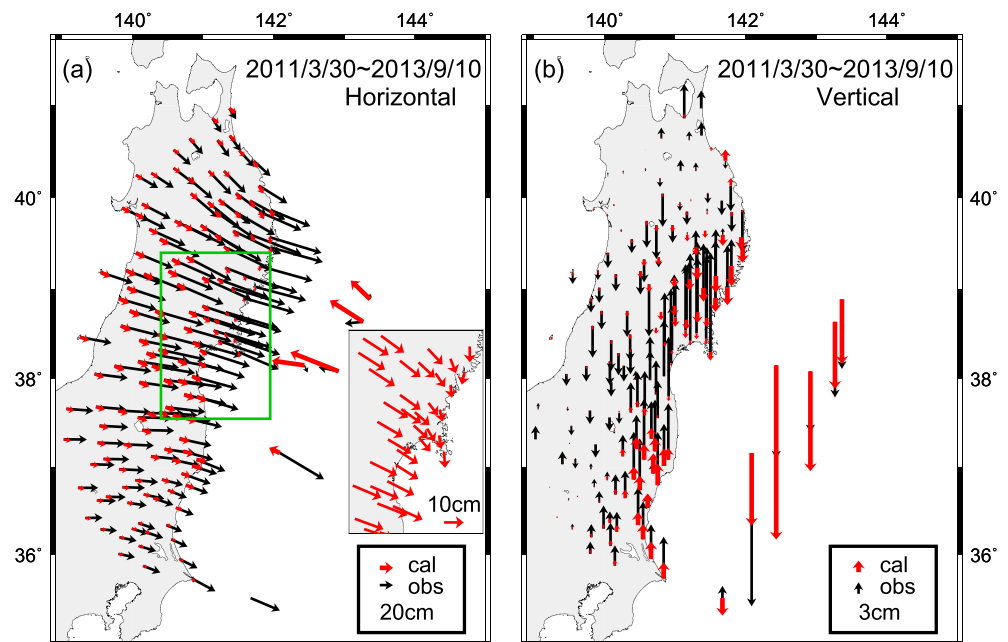 140° 142° 144°
(a) 2011/3/30~2013/9/10
Horizontal
40°
38°
36°
10cm
cal
obs
20cm
140° 142° 144°
(b) 2011/3/30~2013/9/10
Vertical
40°
38°
36°
cal
obs
3cm